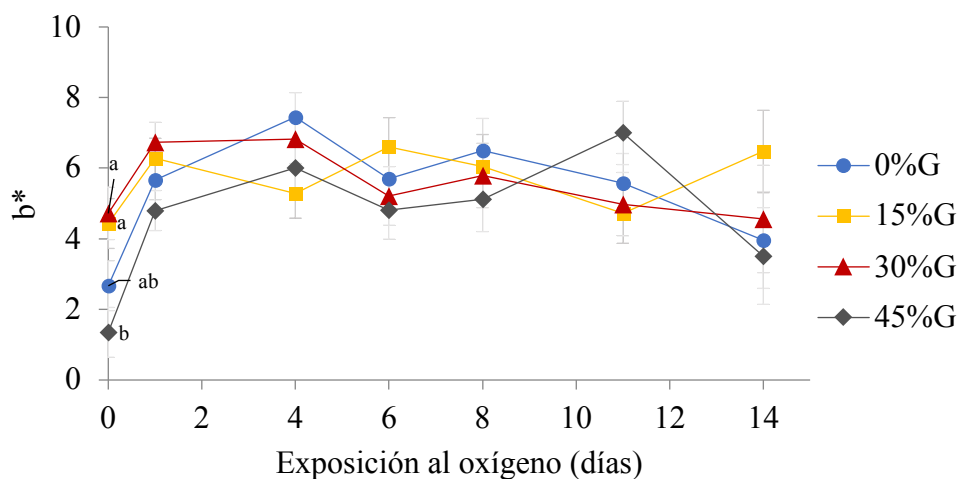 10
8
6
4
2
0
b*
a
a
ab
b
0 2 4 6 8 10 12 14
Exposición al oxígeno (días)
0%G
15%G
30%G
45%G